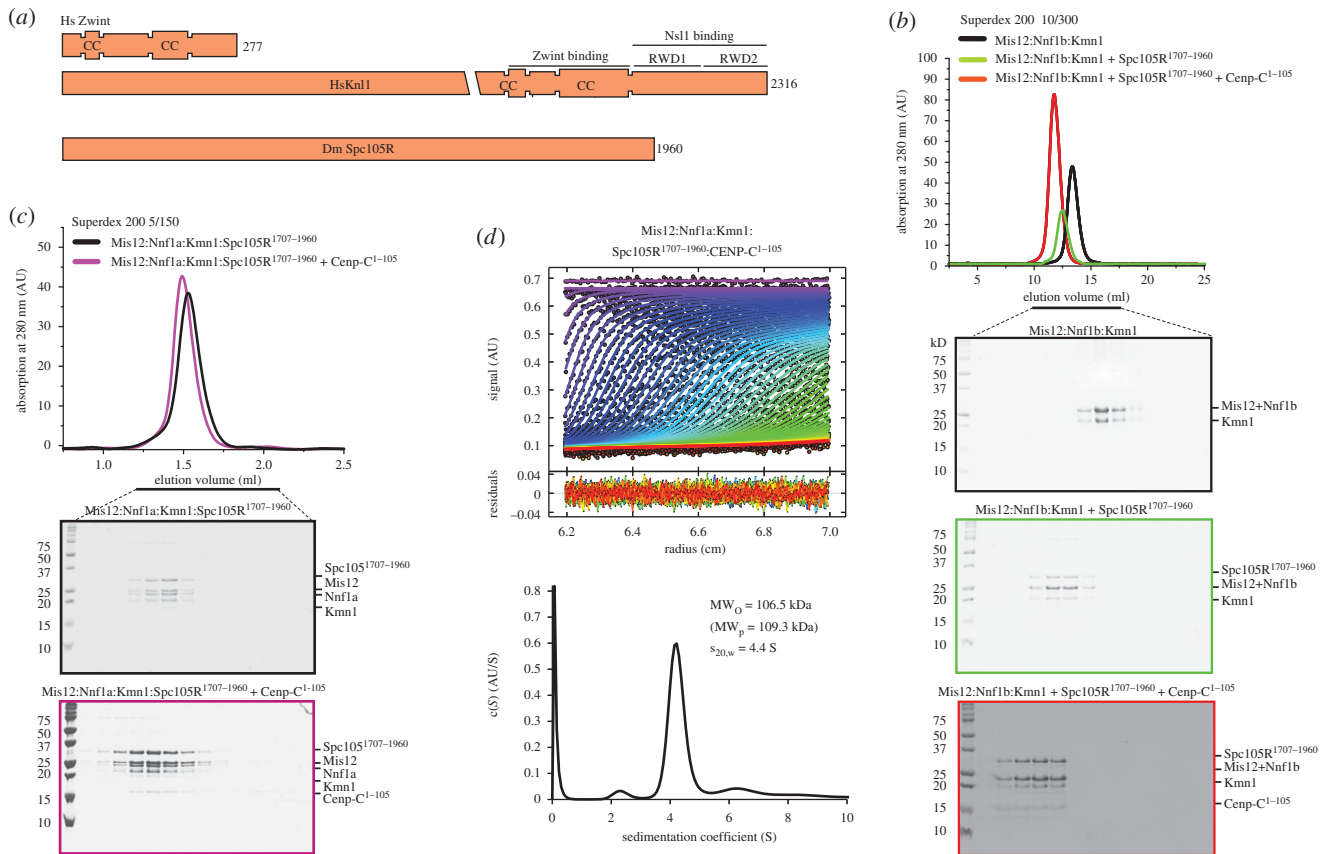 (a)
Hs Zwint
CC CC 277
Nsl1 binding
Zwint binding RWD1 RWD2
HsKnl1 CC CC 2316
Dm Spc105R 1960
(b)
Superdex 200 10/300
Mis12:Nnf1b:Kmn1
Mis12:Nnf1b:Kmn1 + Spc105R1707–1960
Mis12:Nnf1b:Kmn1 + Spc105R1707–1960 + Cenp-C1–105
absorption at 280 nm (AU)
100
90
80
70
60
50
40
30
20
10
0
5 10 15 20 25
elution volume (ml)
Mis12:Nnf1b:Kmn1
kD
75
50
37
25
20
15
10
Mis12+Nnf1b
Kmn1
Mis12:Nnf1b:Kmn1 + Spc105R1707–1960
75
50
37
25
20
15
10
Spc105R1707–1960
Mis12+Nnf1b
Kmn1
Mis12:Nnf1b:Kmn1 + Spc105R1707–1960 + Cenp-C1–105
75
50
37
25
20
15
10
Spc105R1707–1960
Mis12+Nnf1b
Kmn1
Cenp-C1–105
(c)
Superdex 200 5/150
Mis12:Nnf1a:Kmn1:Spc105R1707–1960
Mis12:Nnf1a:Kmn1:Spc105R1707–1960 + Cenp-C1–105
absorption at 280 nm (AU)
50
40
30
20
10
0
1.0 1.5 2.0 2.5
elution volume (ml)
Mis12:Nnf1a:Kmn1:Spc105R1707–1960
75
50
37
25
20
15
10
Spc1051707–1960
Mis12
Nnf1a
Kmn1
Mis12:Nnf1a:Kmn1:Spc105R1707–1960 + Cenp-C1-105
75
50
37
25
20
15
10
Spc1051707–1960
Mis12
Nnf1a
Kmn1
Cenp-C1–105
(d)
Mis12:Nnf1a:Kmn1:
Spc105R1707–1960:CENP-C1–105
signal (AU)
0.7
0.6
0.5
0.4
0.3
0.2
0.1
residuals
0.04
0
–0.04
6.2 6.4 6.6 6.8 7.0
radius (cm)
c(S) (AU/S)
0.8
0.7
0.6
0.5
0.4
0.3
0.2
0.1
0
MWO = 106.5 kDa
(MWp = 109.3 kDa)
s20,w = 4.4 S
0 2 4 6 8 10
sedimentation coefficient (S)